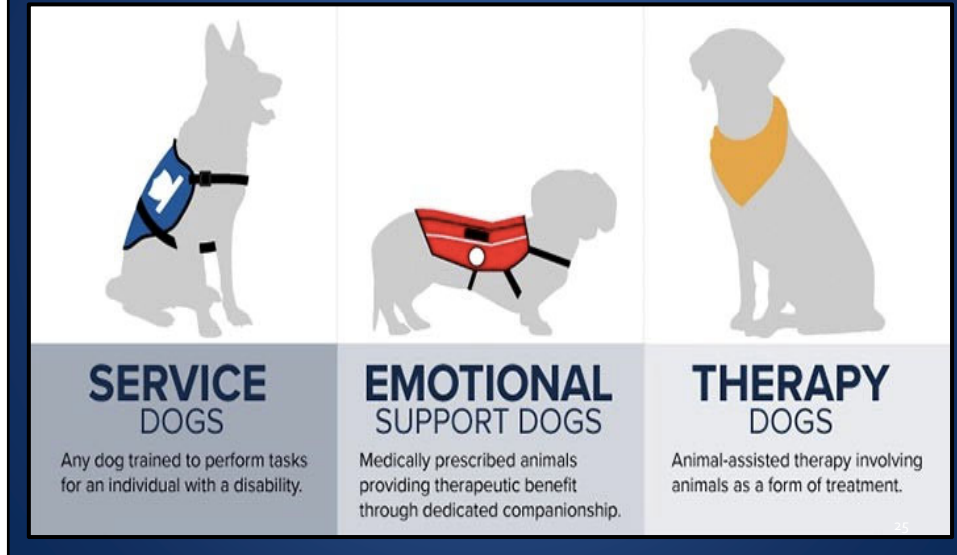 SERVICE
DOGS
Any dog trained to perform tasks
for an individual with a disability.
EMOTIONAL
SUPPORT DOGS
Medically prescribed animals
providing therapeutic benefit
through dedicated companionship.
THERAPY
DOGS
Animal-assisted therapy involving
animals as a form of treatment.
25